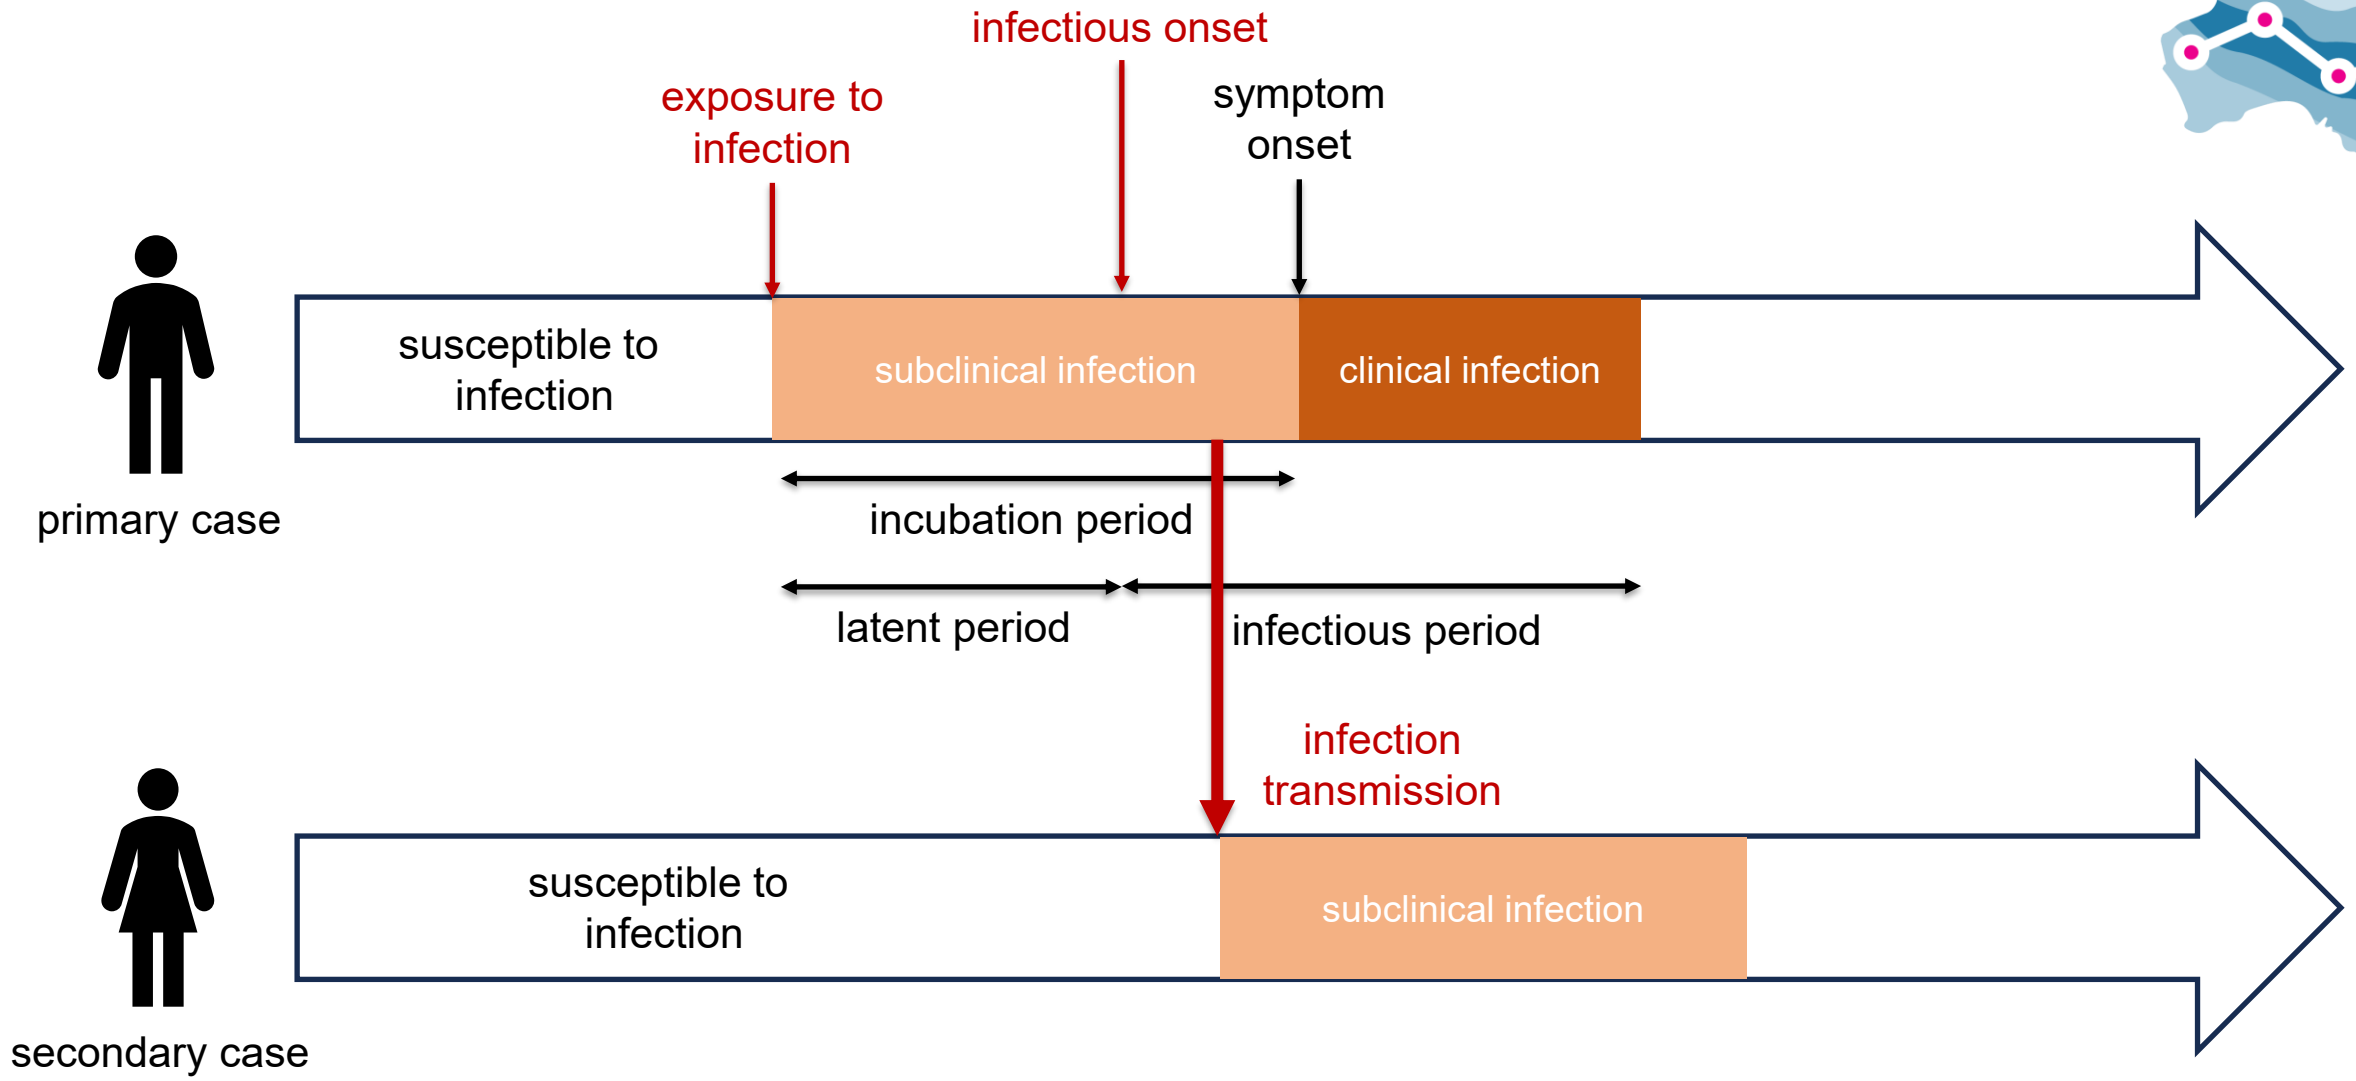 infectious onset
exposure to
infection
symptom
onset
susceptible to
infection
subclinical infection
clinical infection
primary case
incubation period
latent period
infectious period
infection
transmission
susceptible to
infection
subclinical infection
secondary case